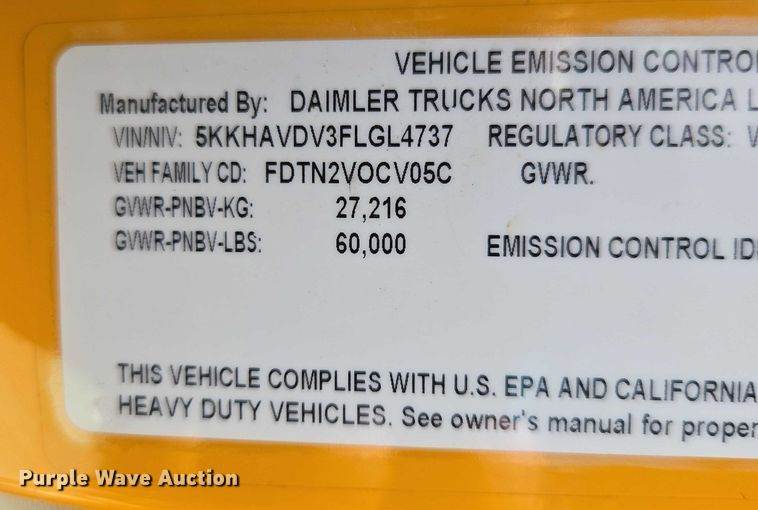 VEHICLE EMISSION CONTRO
Manufactured By: DAIMLER TRUCKS NORTH AMERICA L
VIN/NIV: 5KKHAVDV3FLGL4737 REGULATORY CLASS: V
VEH FAMILY CD: FDTN2VOCV05C GVWR.
GVWR-PNBV-KG: 27,216
GVWR-PNBV-LBS: 60,000 EMISSION CONTROL ID
THIS VEHICLE COMPLIES WITH U.S. EPA AND CALIFORNIA
HEAVY DUTY VEHICLES. See owner's manual for proper
Purple Wave Auction